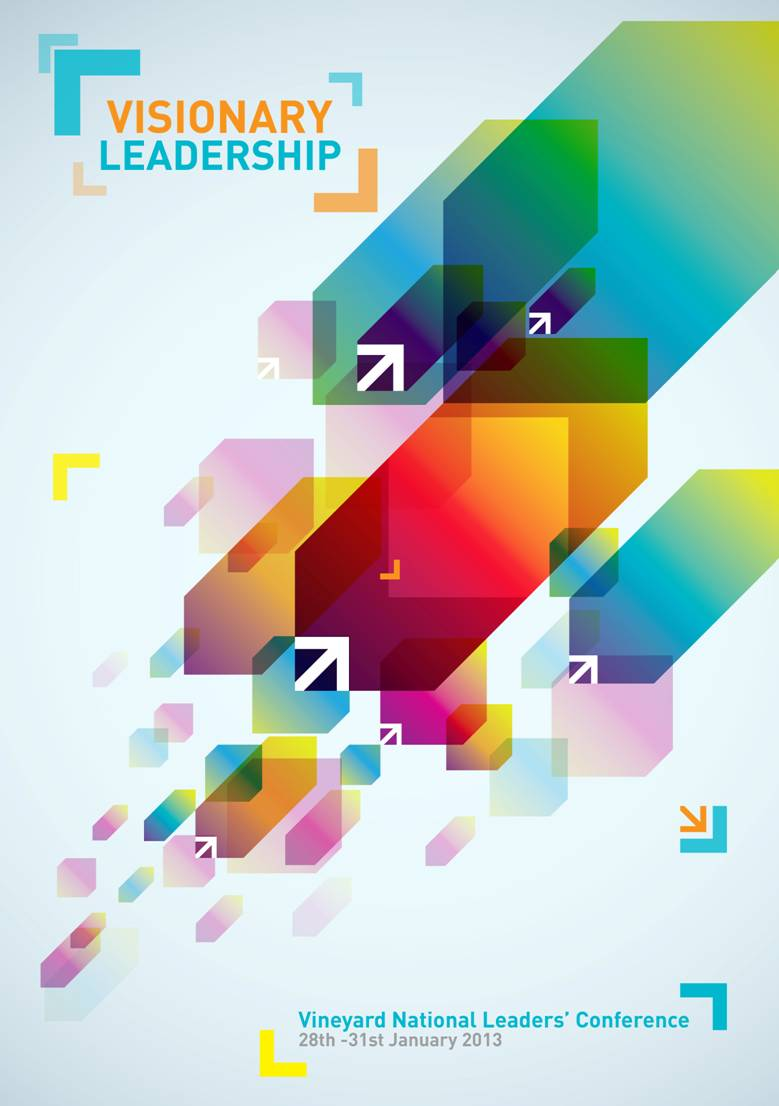 VISIONARY
LEADERSHIP
Vineyard National Leaders’ Conference
28th -31st January 2013